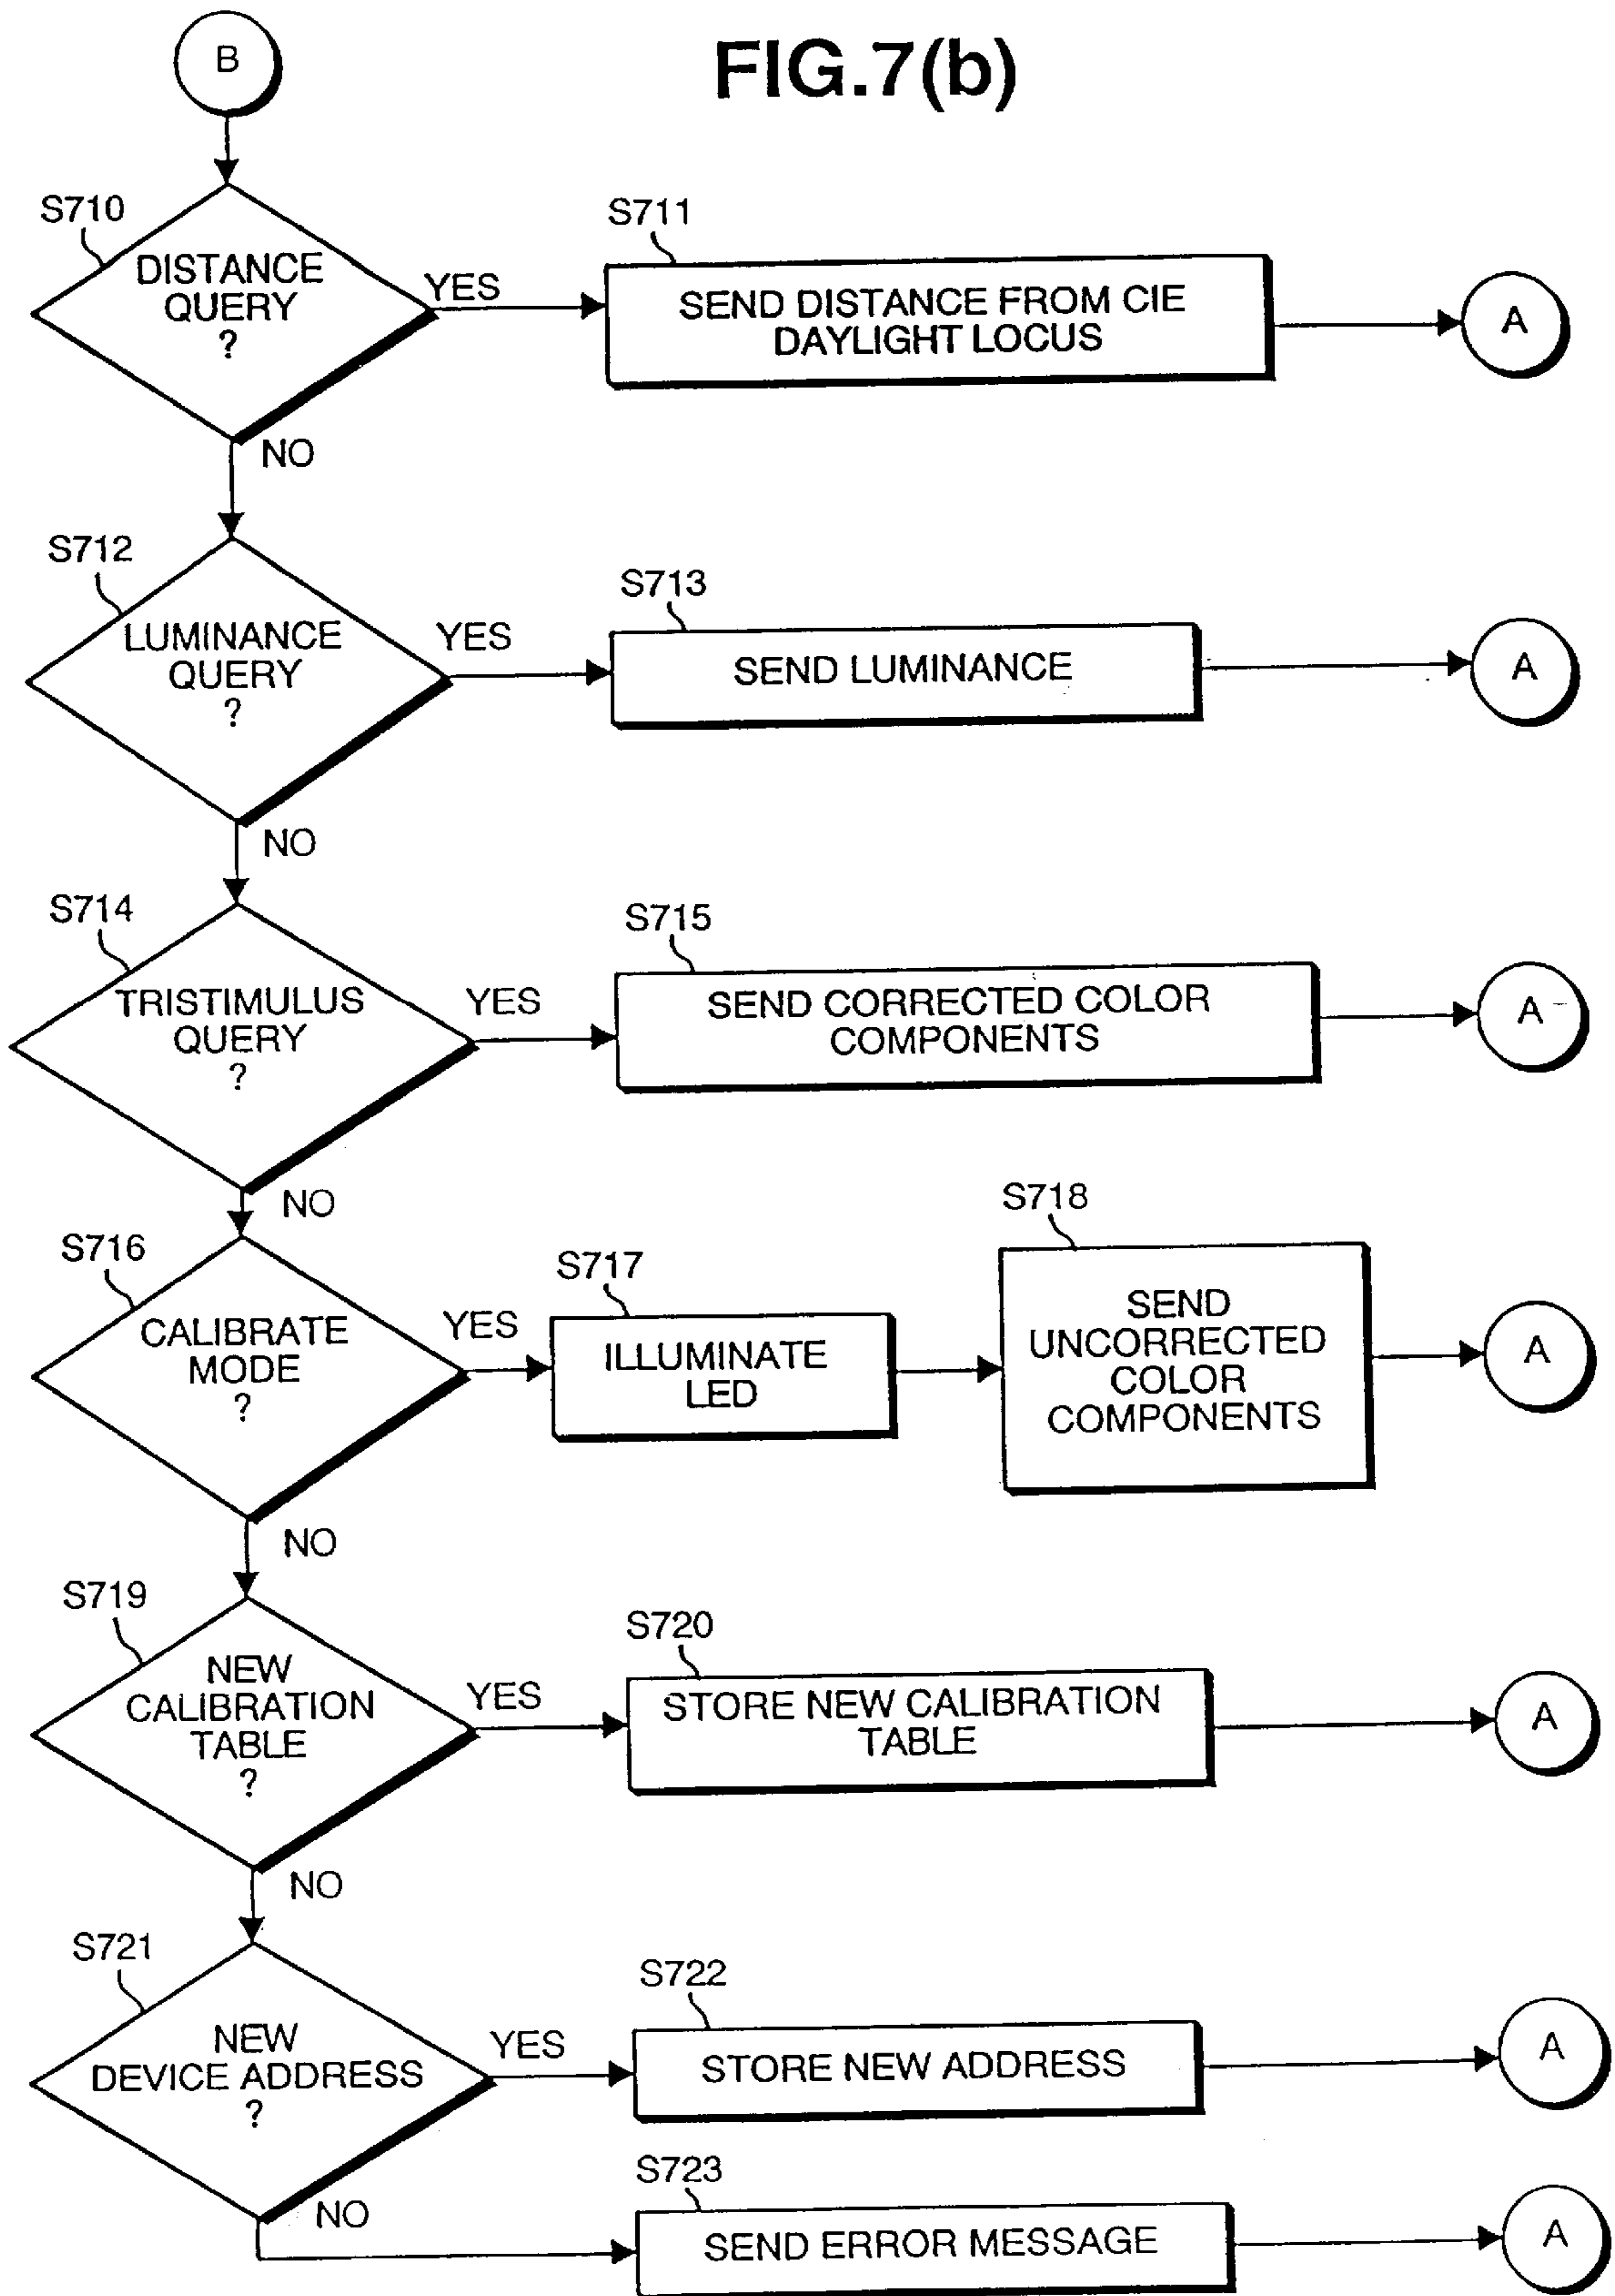 FIG.7(b)
B
S710
DISTANCE
QUERY
?
YES
S711
SEND DISTANCE FROM CIE
DAYLIGHT LOCUS
A
NO
S712
LUMINANCE
QUERY
?
YES
S713
SEND LUMINANCE
A
NO
S714
TRISTIMULUS
QUERY
?
YES
S715
SEND CORRECTED COLOR
COMPONENTS
A
NO
S716
CALIBRATE
MODE
?
YES
S717
ILLUMINATE
LED
S718
SEND
UNCORRECTED
COLOR
COMPONENTS
A
NO
S719
NEW
CALIBRATION
TABLE
?
YES
S720
STORE NEW CALIBRATION
TABLE
A
NO
S721
NEW
DEVICE ADDRESS
?
YES
S722
STORE NEW ADDRESS
A
NO
S723
SEND ERROR MESSAGE
A